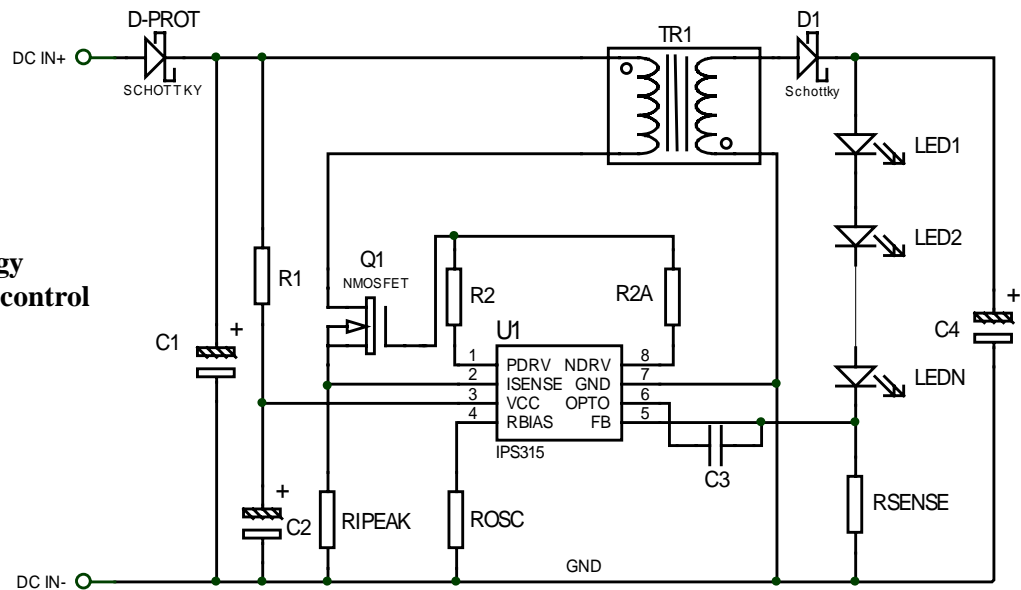 D-PROT
D1
TR1
DC IN+
SCHOTTKY
Schottky
LED1
LED2
gy
control
R1
Q1
NMOSFET
R2
R2A
C1
+
U1
C4
+
1 PDRV NDRV 8
2 ISENSE GND 7
3 VCC OPTO 6
4 RBIAS FB 5
LEDN
IPS315
C3
+
C2
RIPEAK
ROSC
RSENSE
GND
DC IN-